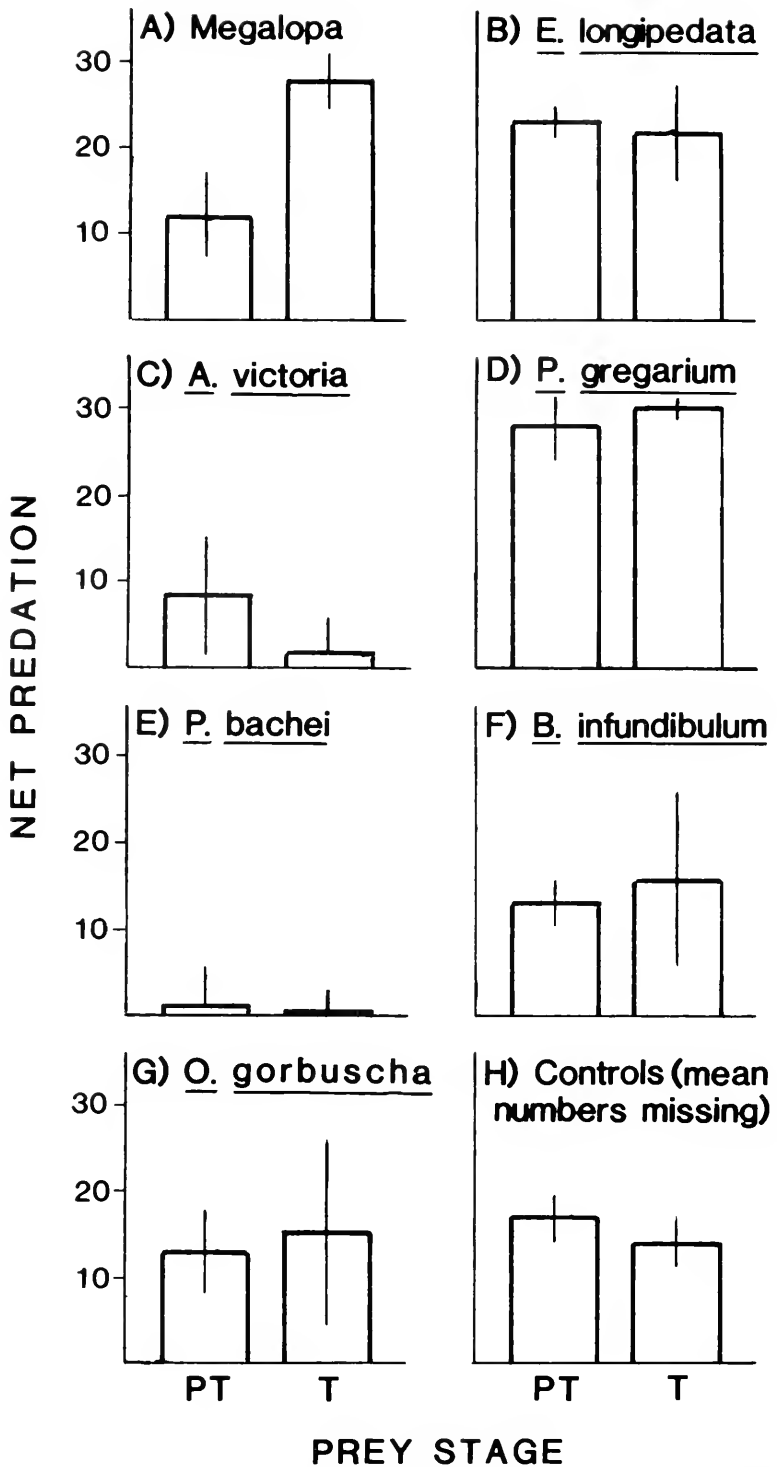 A) Megalopa
B) E. longipedata
30
20
10
C) A. victoria
D) P. gregarium
30
20
10
NET PREDATION
E) P. bachei
F) B. infundibulum
30
20
10
G) O. gorbuscha
H) Controls (mean
numbers missing)
30
20
10
PT T PT T
PREY STAGE